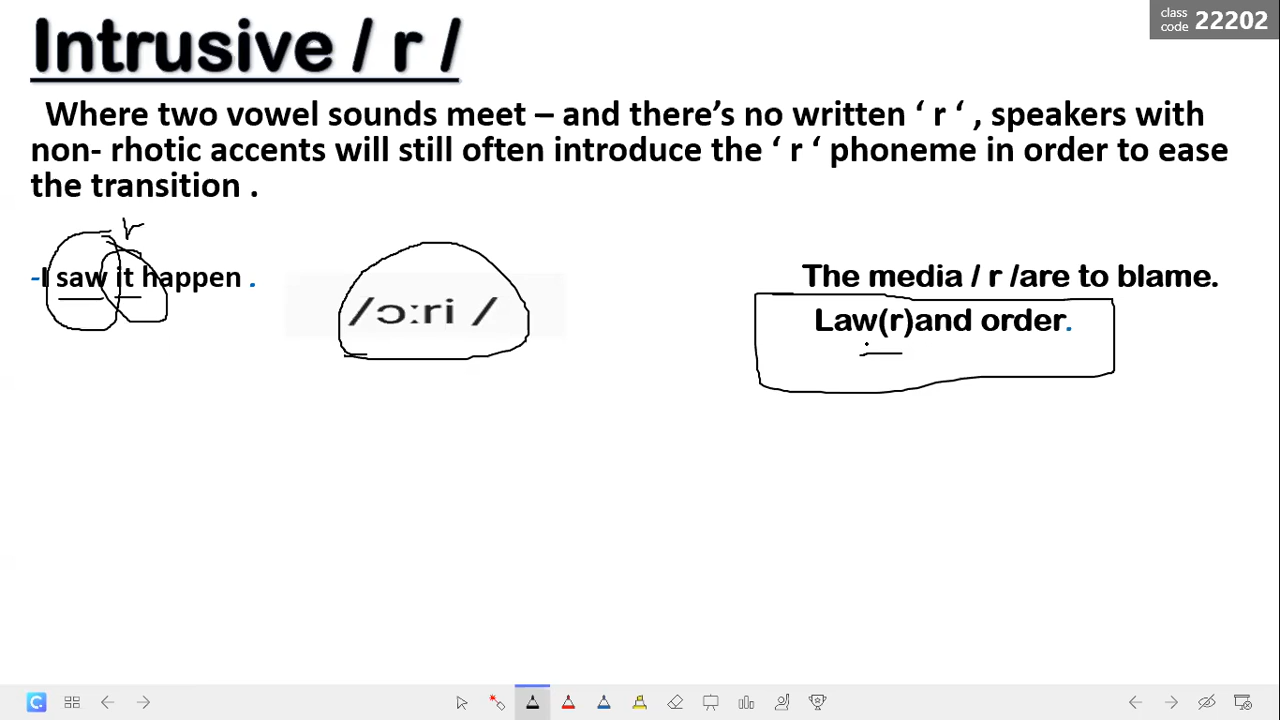 class
code 22202
Intrusive / r /
Where two vowel sounds meet – and there’s no written ‘ r ‘ , speakers with
non- rhotic accents will still often introduce the ‘ r ‘ phoneme in order to ease
the transition .
r
-I saw it happen .
/ɔ:ri /
The media / r /are to blame.
Law(r)and order.